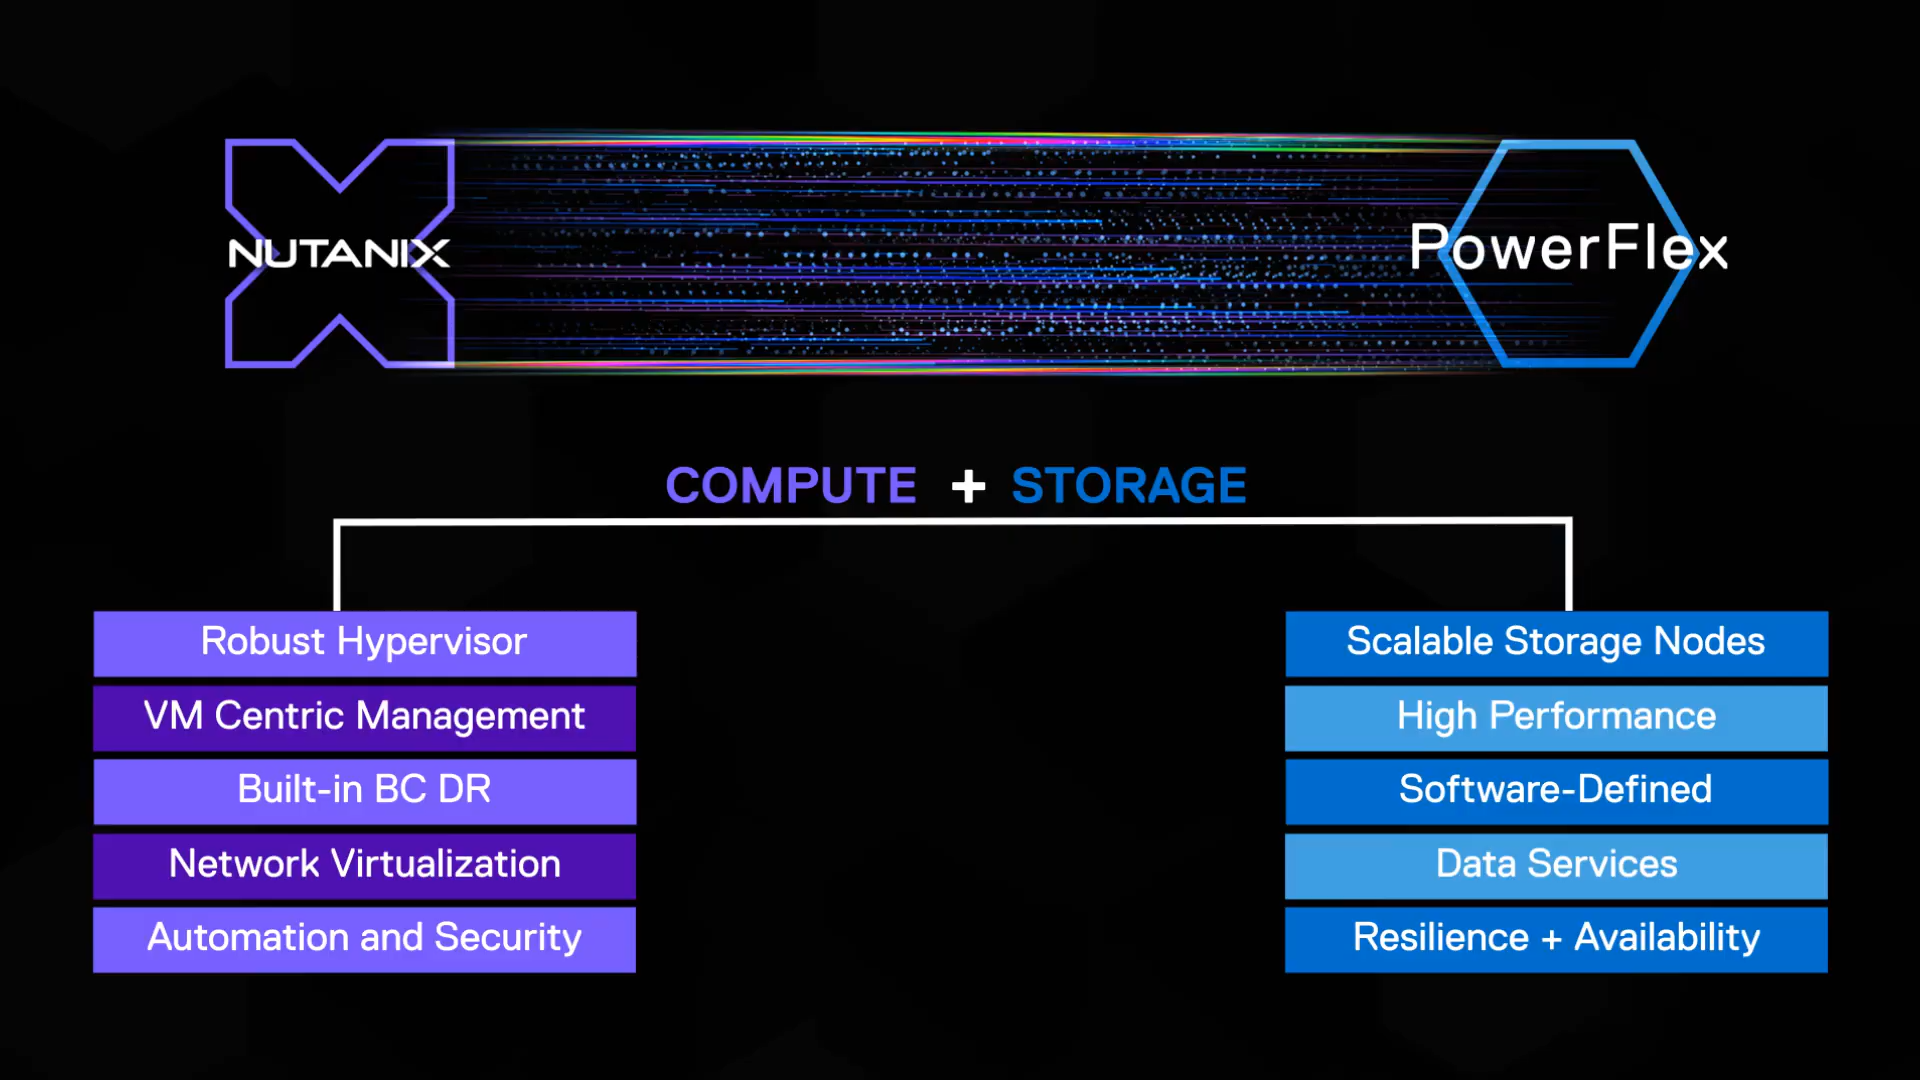 NUTANIX
PowerFlex
COMPUTE + STORAGE
Robust Hypervisor
VM Centric Management
Built-in BC DR
Network Virtualization
Automation and Security
Scalable Storage Nodes
High Performance
Software-Defined
Data Services
Resilience + Availability